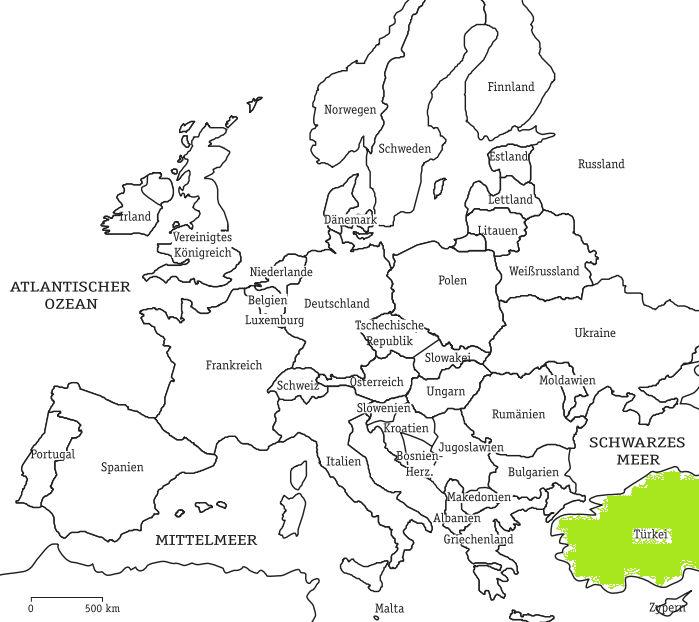 Finnland
Norwegen
Schweden
Estland
Russland
Lettland
Irland
Dänemark
Litauen
Vereinigtes
Königreich
Niederlande
Weißrussland
Polen
ATLANTISCHER
OZEAN
Belgien
Deutschland
Luxemburg
Tschechische
Republik
Ukraine
Slowakei
Frankreich
Schweiz
Österreich
Moldawien
Ungarn
Slowenien
Rumänien
Kroatien
SCHWARZES
MEER
Jugoslawien
Portugal
Spanien
Italien
Bosnien-
Herz.
Bulgarien
Makedonien
Albanien
Türkei
MITTELMEER
Griechenland
0 500 km
Malta
Zypern